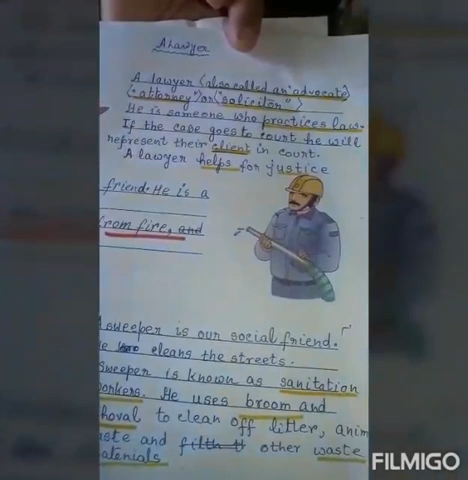 A Lawyer
A lawyer (also called an "advocate)
("attorney") or ("solicitor")
He is someone who practices law.
If the case goes to court he will
represent their client in court.
A lawyer helps for justice
friend. He is a
from fire, and
sweeper is our social friend.
cleans the streets.
sweeper is known as sanitation
workers. He uses broom and
shoval to clean off litter, anim
and filth other waste
materials
FILMIGO